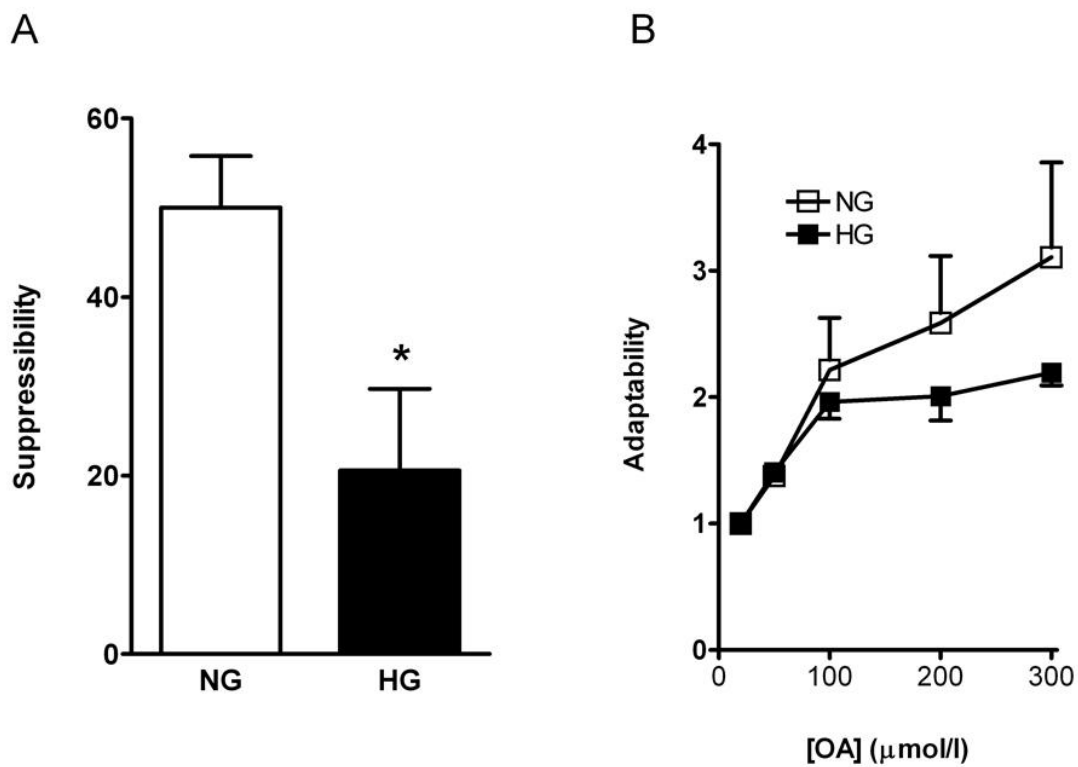 A
Suppressibility
60
40
20
0
*
NG
HG
B
Adaptability
4
3
2
1
0
NG
HG
0 100 200 300
[OA] (μmol/l)